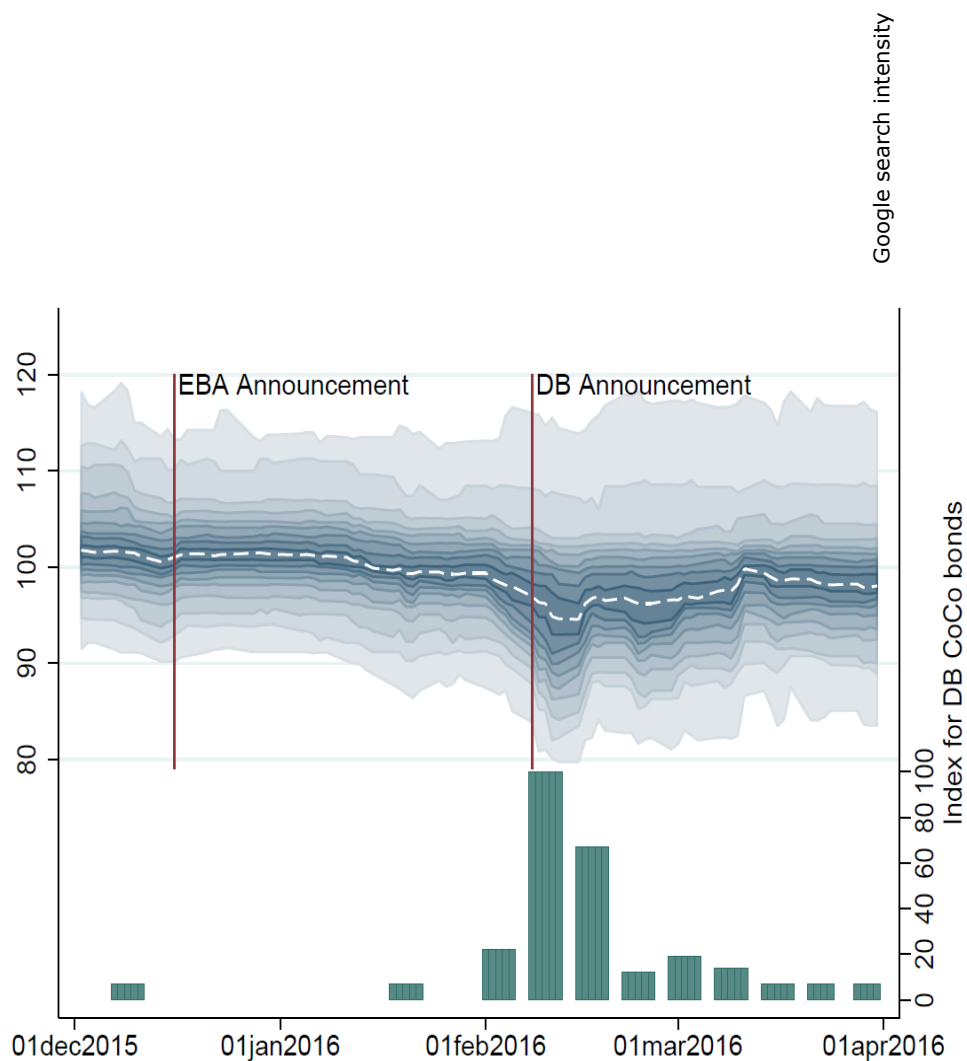 Google search intensity
EBA Announcement
DB Announcement
120
110
100
90
80
Index for DB CoCo bonds
100
80
60
40
20
0
01dec2015
01jan2016
01feb2016
01mar2016
01apr2016